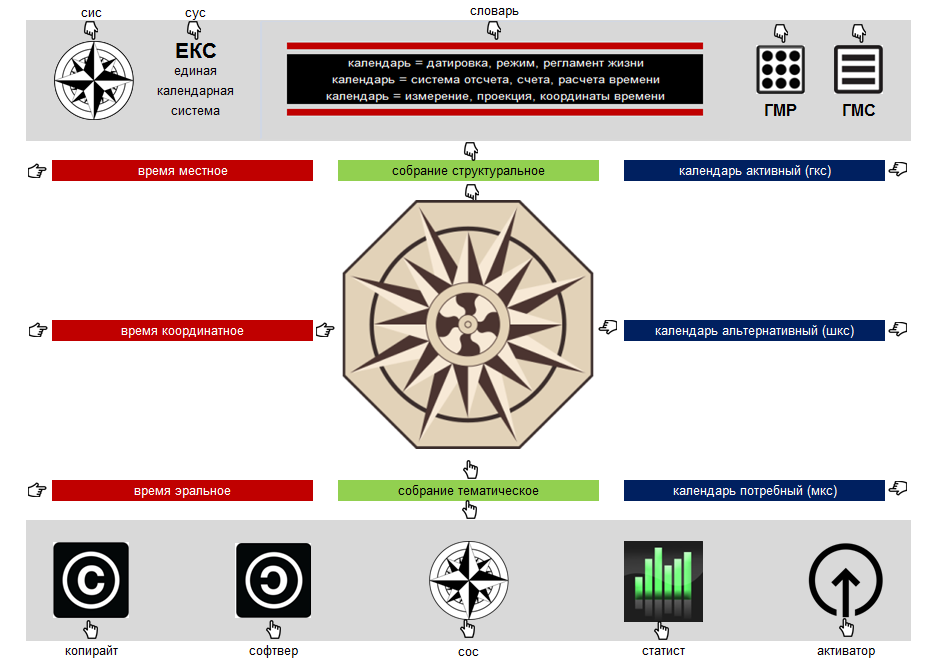 сис
сус
словарь
ЕКС
единая
календарная
система
календарь = датировка, режим, регламент жизни
календарь = система отсчета, счета, расчета времени
календарь = измерение, проекция, координаты времени
ГМР
ГМС
время местное
собрание структуральное
календарь активный (гкс)
время координатное
календарь альтернативный (шкс)
время эральное
собрание тематическое
календарь потребный (мкс)
копирайт
софтвер
сос
статист
активатор